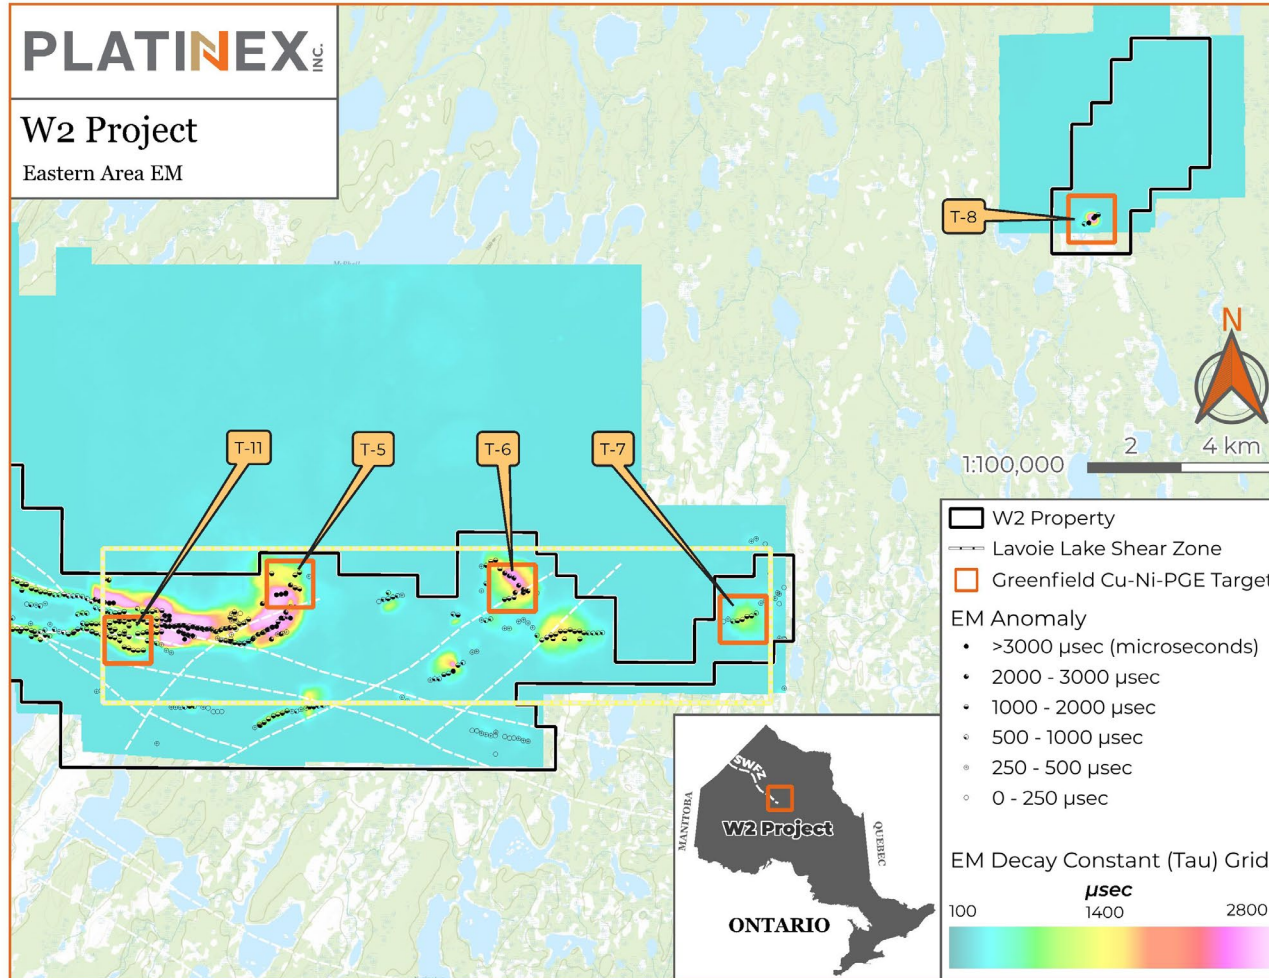 PLATINEX INC.
W2 Project
Eastern Area EM
T-8
N
2 4 km
1:100,000
T-11
T-5
T-6
T-7
W2 Property
Lavoie Lake Shear Zone
Greenfield Cu-Ni-PGE Target
EM Anomaly
>3000 µsec (microseconds)
2000 - 3000 µsec
1000 - 2000 µsec
500 - 1000 µsec
250 - 500 µsec
0 - 250 µsec
EM Decay Constant (Tau) Grid
µsec
100 1400 2800
SWFZ
MANITOBA
W2 Project
QUEBEC
ONTARIO